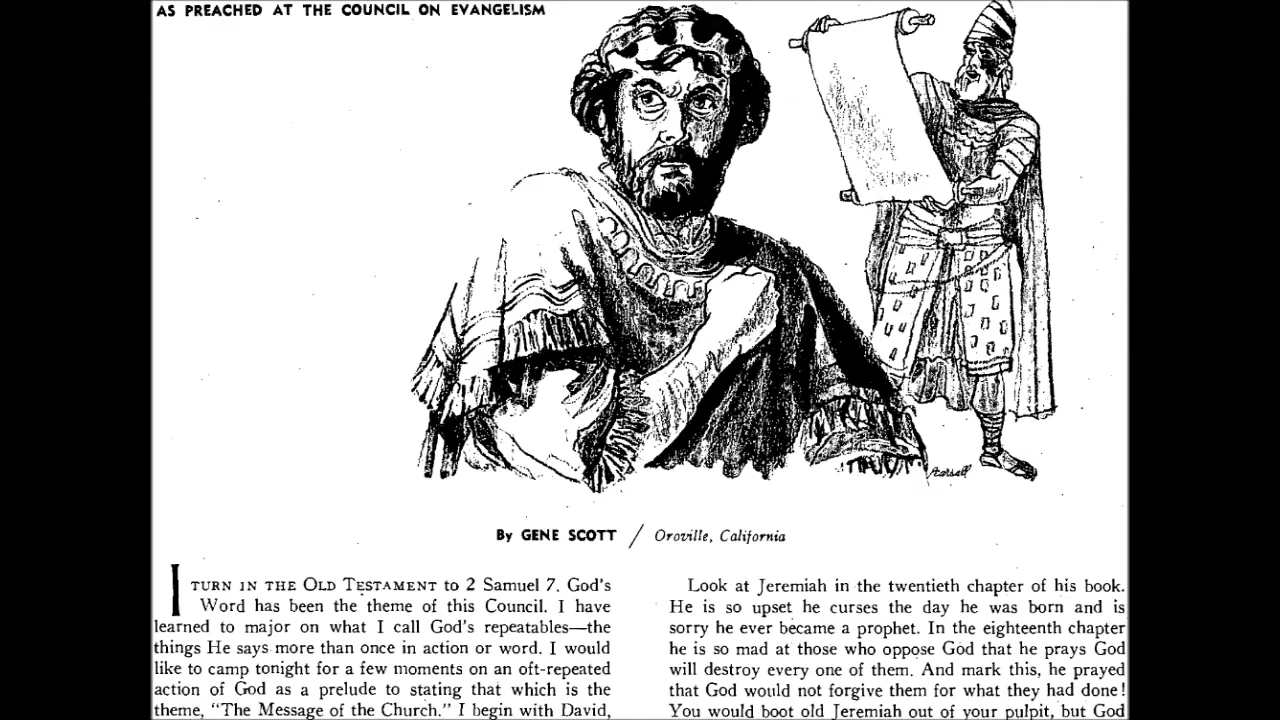 AS PREACHED AT THE COUNCIL ON EVANGELISM
By GENE SCOTT / Oroville, California
I TURN IN THE OLD TESTAMENT to 2 Samuel 7. God's
Word has been the theme of this Council. I have
learned to major on what I call God's repeatables—the
things He says more than once in action or word. I would
like to camp tonight for a few moments on an oft-repeated
action of God as a prelude to stating that which is the
theme, "The Message of the Church." I begin with David,
Look at Jeremiah in the twentieth chapter of his book.
He is so upset he curses the day he was born and is
sorry he ever became a prophet. In the eighteenth chapter
he is so mad at those who oppose God that he prays God
will destroy every one of them. And mark this, he prayed
that God would not forgive them for what they had done!
You would boot old Jeremiah out of your pulpit, but God